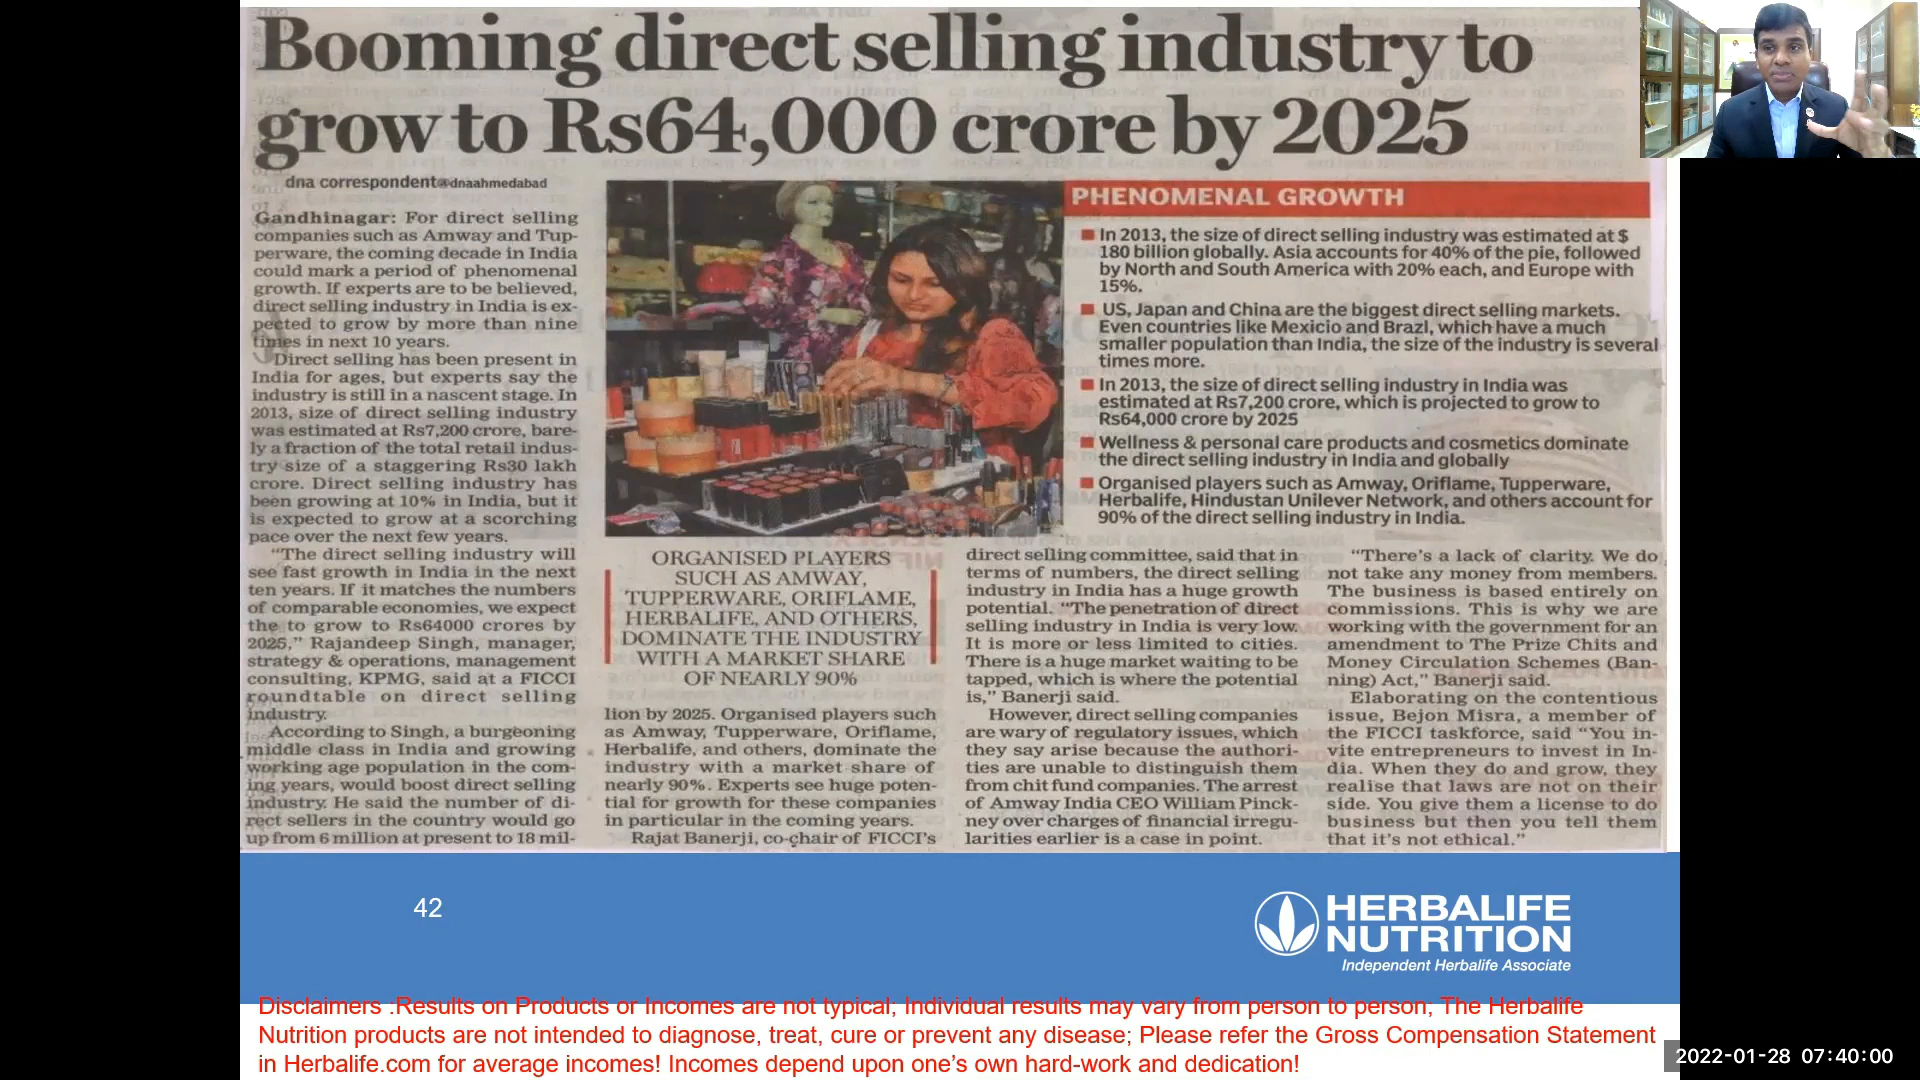 Booming direct selling industry to
grow to Rs64,000 crore by 2025
dna correspondent@dnaahmedabad
Gandhinagar: For direct selling
companies such as Amway and Tup-
perware, the coming decade in India
could mark a period of phenomenal
growth. If experts are to be believed,
direct selling industry in India is ex-
pected to grow by more than nine
times in next 10 years.
Direct selling has been present in
India for ages, but experts say the
industry is still in a nascent stage. In
2013, size of direct selling industry
was estimated at Rs7,200 crore, bare-
ly a fraction of the total retail indus-
try size of a staggering Rs30 lakh
crore. Direct selling industry has
been growing at 10% in India, but it
is expected to grow at a scorching
pace over the next few years.
"The direct selling industry will
see fast growth in India in the next
ten years. If it matches the numbers
of comparable economies, we expect
the to grow to Rs64000 crores by
2025," Rajandeep Singh, manager,
strategy & operations, management
consulting, KPMG, said at a FICCI
roundtable on direct selling
industry.
According to Singh, a burgeoning
middle class in India and growing
working age population in the com-
ing years, would boost direct selling
industry. He said the number of di-
rect sellers in the country would go
up from 6 million at present to 18 mil-
PHENOMENAL GROWTH
In 2013, the size of direct selling industry was estimated at $
180 billion globally. Asia accounts for 40% of the pie, followed
by North and South America with 20% each, and Europe with
15%.
US, Japan and China are the biggest direct selling markets.
Even countries like Mexicio and Brazl, which have a much
smaller population than India, the size of the industry is several
times more.
In 2013, the size of direct selling industry in India was
estimated at Rs7,200 crore, which is projected to grow to
Rs64,000 crore by 2025
Wellness & personal care products and cosmetics dominate
the direct selling industry in India and globally
Organised players such as Amway, Oriflame, Tupperware,
Herbalife, Hindustan Unilever Network, and others account for
90% of the direct selling industry in India.
ORGANISED PLAYERS
SUCH AS AMWAY,
TUPPERWARE, ORIFLAME,
HERBALIFE, AND OTHERS,
DOMINATE THE INDUSTRY
WITH A MARKET SHARE
OF NEARLY 90%
lion by 2025. Organised players such
as Amway, Tupperware, Oriflame,
Herbalife, and others, dominate the
industry with a market share of
nearly 90%. Experts see huge poten-
tial for growth for these companies
in particular in the coming years.
Rajat Banerji, co-chair of FICCI's
direct selling committee, said that in
terms of numbers, the direct selling
industry in India has a huge growth
potential. "The penetration of direct
selling industry in India is very low.
It is more or less limited to cities.
There is a huge market waiting to be
tapped, which is where the potential
is," Banerji said.
However, direct selling companies
are wary of regulatory issues, which
they say arise because the authori-
ties are unable to distinguish them
from chit fund companies. The arrest
of Amway India CEO William Pinck-
ney over charges of financial irregu-
larities earlier is a case in point.
"There's a lack of clarity. We do
not take any money from members.
The business is based entirely on
commissions. This is why we are
working with the government for an
amendment to The Prize Chits and
Money Circulation Schemes (Ban-
ning) Act," Banerji said.
Elaborating on the contentious
issue, Bejon Misra, a member of
the FICCI taskforce, said "You in-
vite entrepreneurs to invest in In-
dia. When they do and grow, they
realise that laws are not on their
side. You give them a license to do
business but then you tell them
that it's not ethical."
42
HERBALIFE
NUTRITION
Independent Herbalife Associate
Disclaimers :Results on Products or Incomes are not typical; Individual results may vary from person to person; The Herbalife
Nutrition products are not intended to diagnose, treat, cure or prevent any disease; Please refer the Gross Compensation Statement
in Herbalife.com for average incomes! Incomes depend upon one's own hard-work and dedication!
2022-01-28 07:40:00